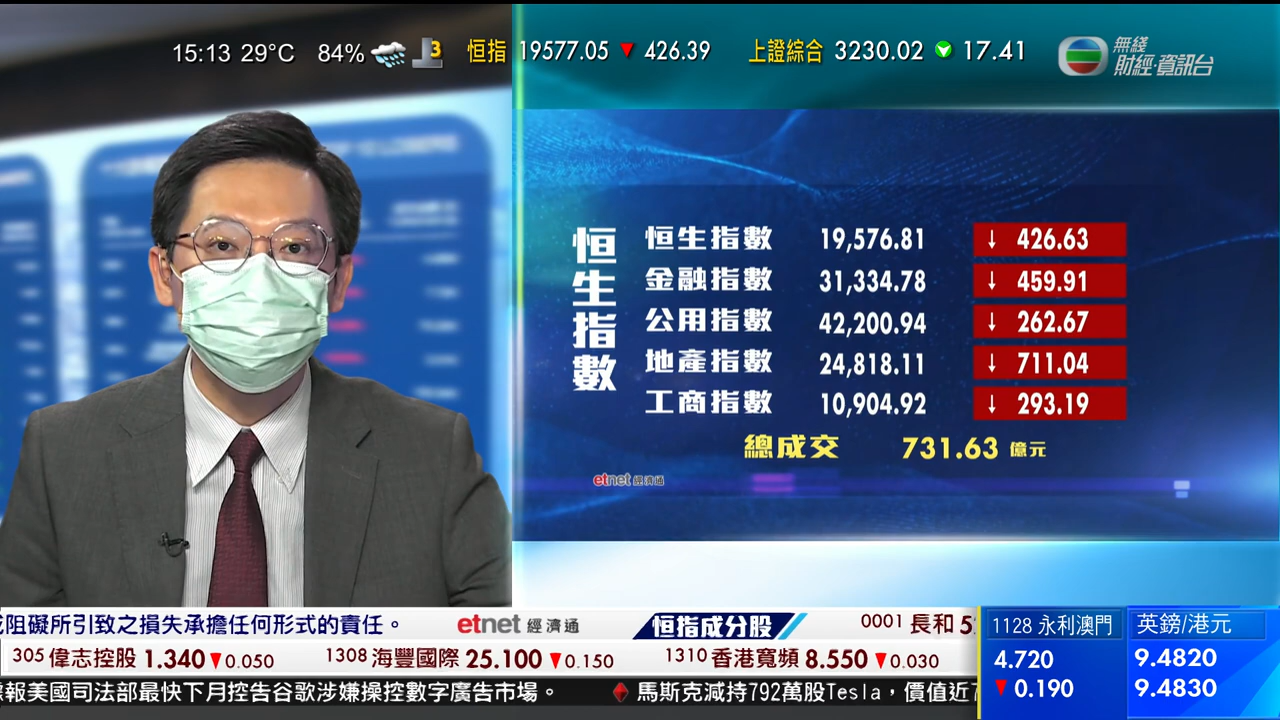 15:13 29°C 84% 3 恒指 19577.05 ▼ 426.39 上證綜合 3230.02 17.41
無綫
財經·資訊台
恒生指數
恒生指數 19,576.81 ↓ 426.63
金融指數 31,334.78 ↓ 459.91
公用指數 42,200.94 ↓ 262.67
地產指數 24,818.11 ↓ 711.04
工商指數 10,904.92 ↓ 293.19
總成交 731.63 億元
etnet 經濟通
阻礙所引致之損失承擔任何形式的責任。 etnet 經濟通 恒指成分股 0001 長和
305 偉志控股 1.340 ▼ 0.050 1308 海豐國際 25.100 ▼ 0.150 1310 香港寬頻 8.550 ▼ 0.030
報美國司法部最快下月控告谷歌涉嫌操控數字廣告市場。 馬斯克減持792萬股Tesla，價值近
1128 永利澳門
4.720
▼ 0.190
英鎊/港元
9.4820
9.4830